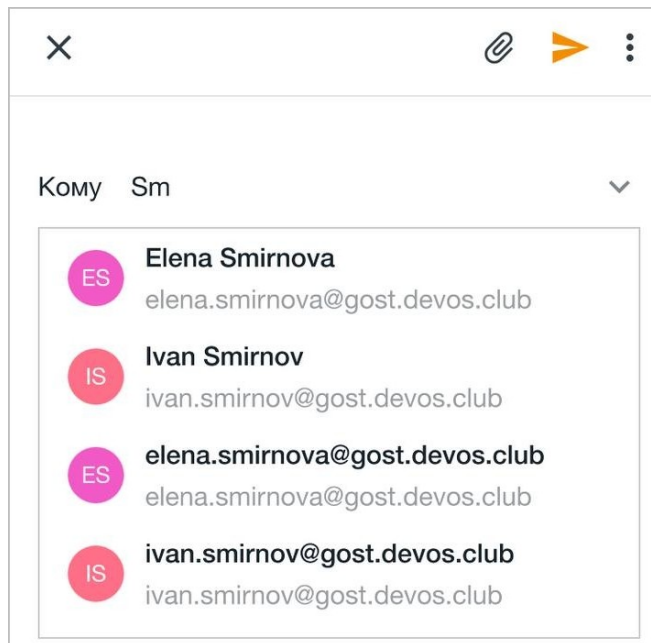 Кому Sm
ES
Elena Smirnova
elena.smirnova@gost.devos.club
IS
Ivan Smirnov
ivan.smirnov@gost.devos.club
ES
elena.smirnova@gost.devos.club
elena.smirnova@gost.devos.club
IS
ivan.smirnov@gost.devos.club
ivan.smirnov@gost.devos.club